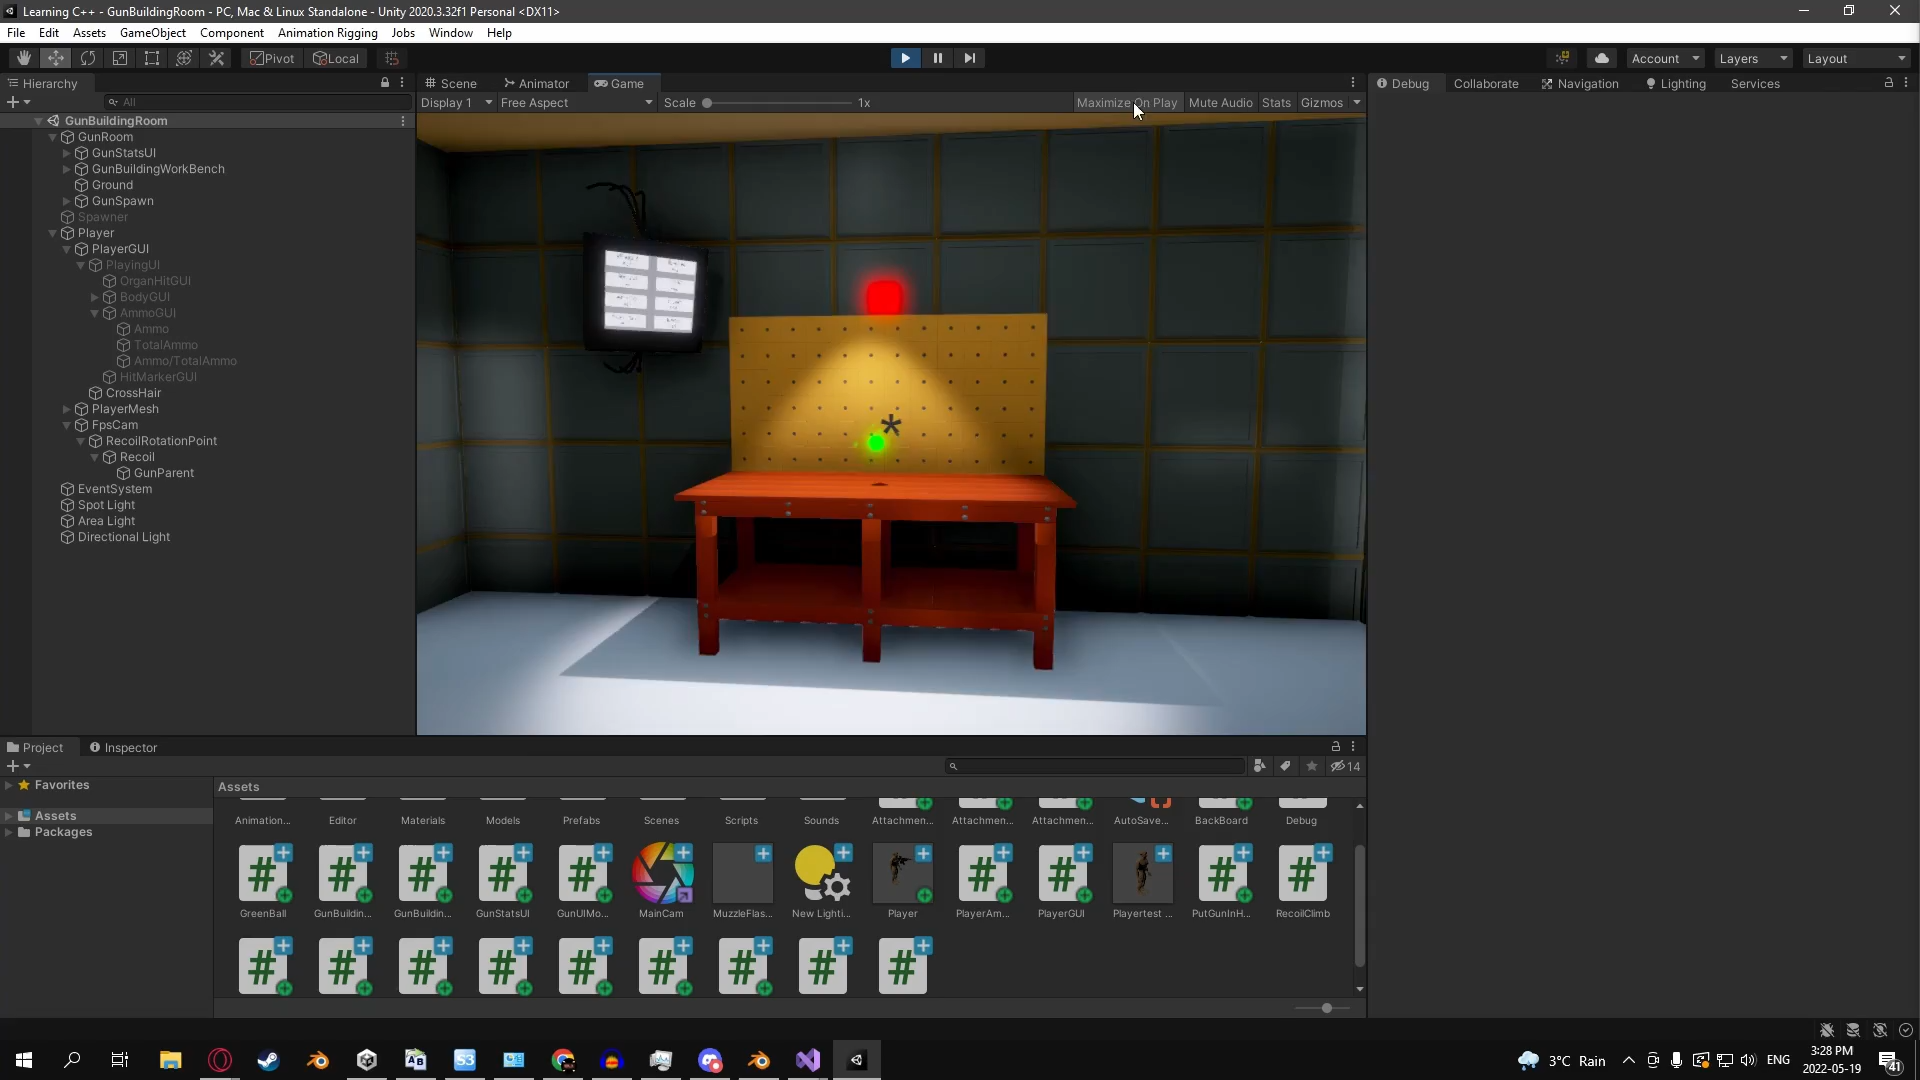 Learning C++ - GunBuildingRoom - PC, Mac & Linux Standalone - Unity 2020.3.32f1 Personal <DX11>
File Edit Assets GameObject Component Animation Rigging Jobs Window Help
Pivot Local Account Layers Layout
Hierarchy
All
GunBuildingRoom
GunRoom
GunStatsUI
GunBuildingWorkBench
Ground
GunSpawn
Spawner
Player
PlayerGUI
PlayingUI
OrganHitGUI
BodyGUI
AmmoGUI
Ammo
TotalAmmo
Ammo/TotalAmmo
HitMarkerGUI
CrossHair
PlayerMesh
FpsCam
RecoilRotationPoint
Recoil
GunParent
EventSystem
Spot Light
Area Light
Directional Light
Scene Animator Game
Display 1 Free Aspect Scale 1x Maximize On Play Mute Audio Stats Gizmos
*
Debug Collaborate Navigation Lighting Services
Project Inspector
14
Favorites
Assets
Packages
Assets
Animation... Editor Materials Models Prefabs Scenes Scripts Sounds Attachmen... Attachmen... Attachmen... AutoSave... BackBoard Debug
# # # # # # # # #
GreenBall GunBuildin... GunBuildin... GunStatsUI GunUIMo... MainCam MuzzleFlas... New Lighti... Player PlayerAm... PlayerGUI Playertest ... PutGunInH... RecoilClimb
# # # # # # # # #
3°C Rain ENG 3:28 PM
2022-05-19
41